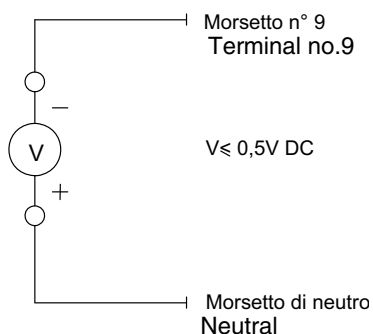 Morsetto n° 9
Terminal no.9
–
V
V⩽ 0,5V DC
+
Morsetto di neutro
Neutral